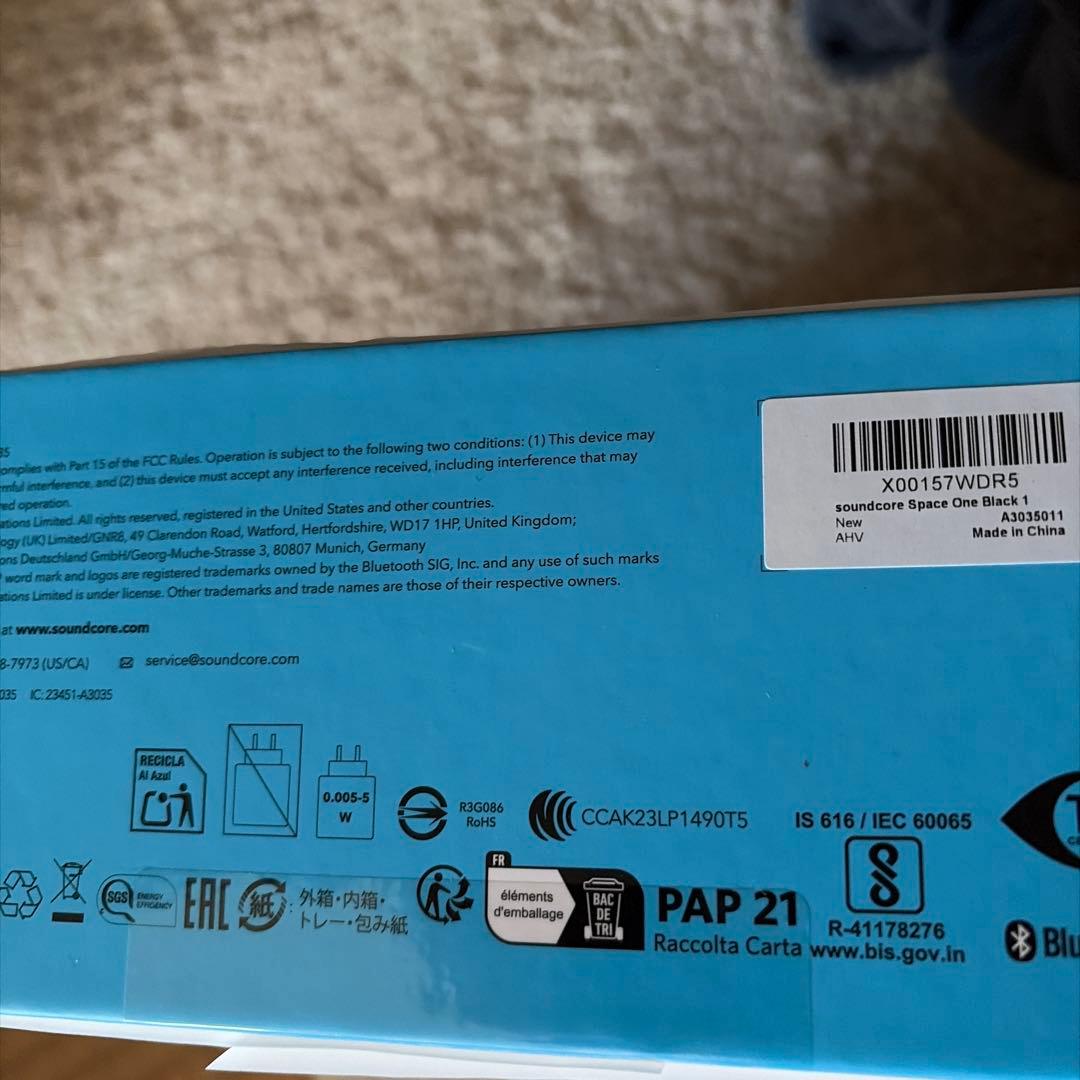 35
omplies with Part 15 of the FCC Rules. Operation is subject to the following two conditions: (1) This device may
rmful interference, and (2) this device must accept any interference received, including interference that may
ed operation.
ations Limited. All rights reserved, registered in the United States and other countries.
ogy (UK) Limited/GNR8, 49 Clarendon Road, Watford, Hertfordshire, WD17 1HP, United Kingdom;
ons Deutschland GmbH/Georg-Muche-Strasse 3, 80807 Munich, Germany
word mark and logos are registered trademarks owned by the Bluetooth SIG, Inc. and any use of such marks
ations Limited is under license. Other trademarks and trade names are those of their respective owners.
at www.soundcore.com
8-7973 (US/CA) service@soundcore.com
035 IC: 23451-A3035
X00157WDR5
soundcore Space One Black 1
New A3035011
AHV Made in China
RECICLA
Al Azul
0.005-5
W
R3G086
RoHS
CCAK23LP1490T5
IS 616 / IEC 60065
R-41178276
www.bis.gov.in
SGS ENERGY
EFFICIENCY
EAC
紙: 外箱・内箱・
トレー・包み紙
FR
éléments
d'emballage
BAC
DE
TRI
PAP 21
Raccolta Carta
Blu